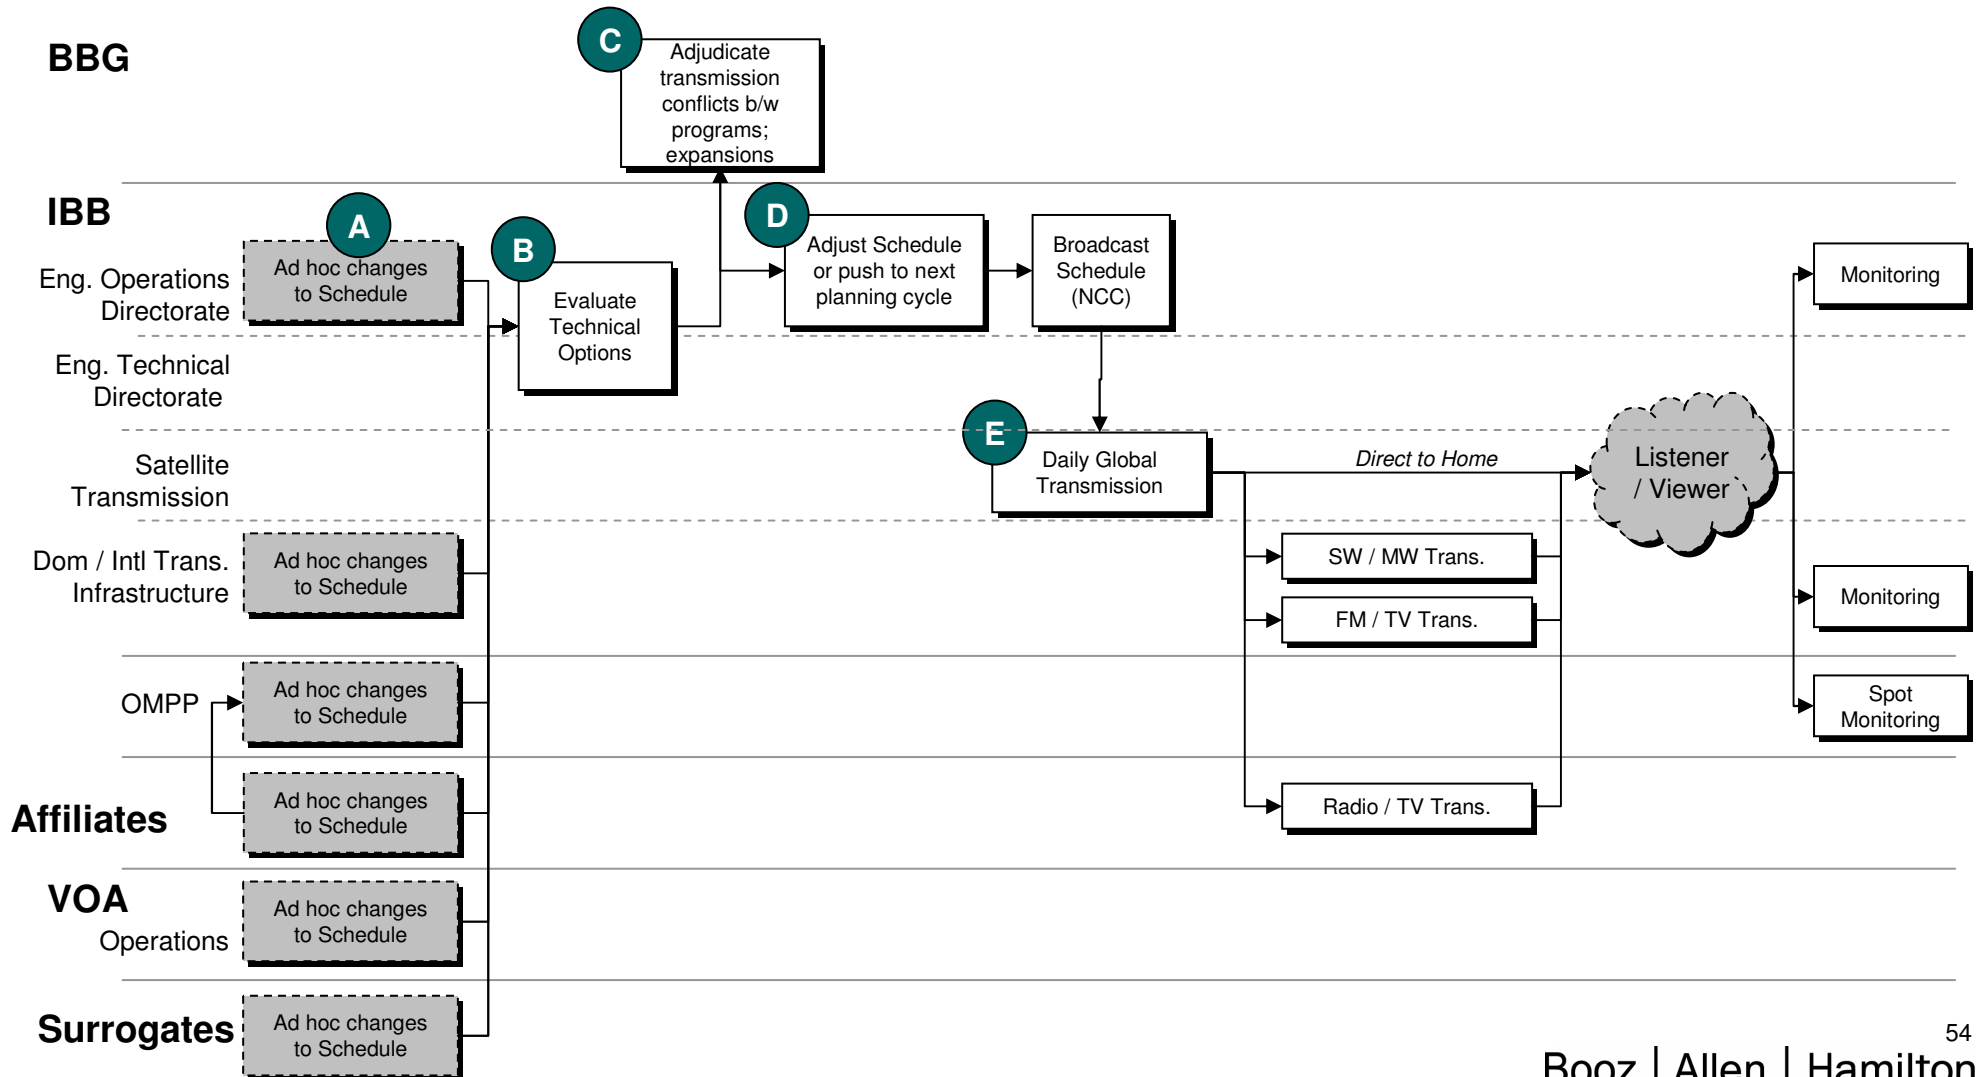 BBG
C
Adjudicate
transmission
conflicts b/w
programs;
expansions
IBB
A
Eng. Operations
Directorate
Ad hoc changes
to Schedule
B
Evaluate
Technical
Options
D
Adjust Schedule
or push to next
planning cycle
Broadcast
Schedule
(NCC)
Monitoring
Eng. Technical
Directorate
Satellite
Transmission
E
Daily Global
Transmission
Direct to Home
Listener
/ Viewer
Dom / Intl Trans.
Infrastructure
Ad hoc changes
to Schedule
SW / MW Trans.
FM / TV Trans.
Monitoring
OMPP
Ad hoc changes
to Schedule
Spot
Monitoring
Affiliates
Ad hoc changes
to Schedule
Radio / TV Trans.
VOA
Operations
Ad hoc changes
to Schedule
Surrogates
Ad hoc changes
to Schedule
54
Booz | Allen | Hamilton